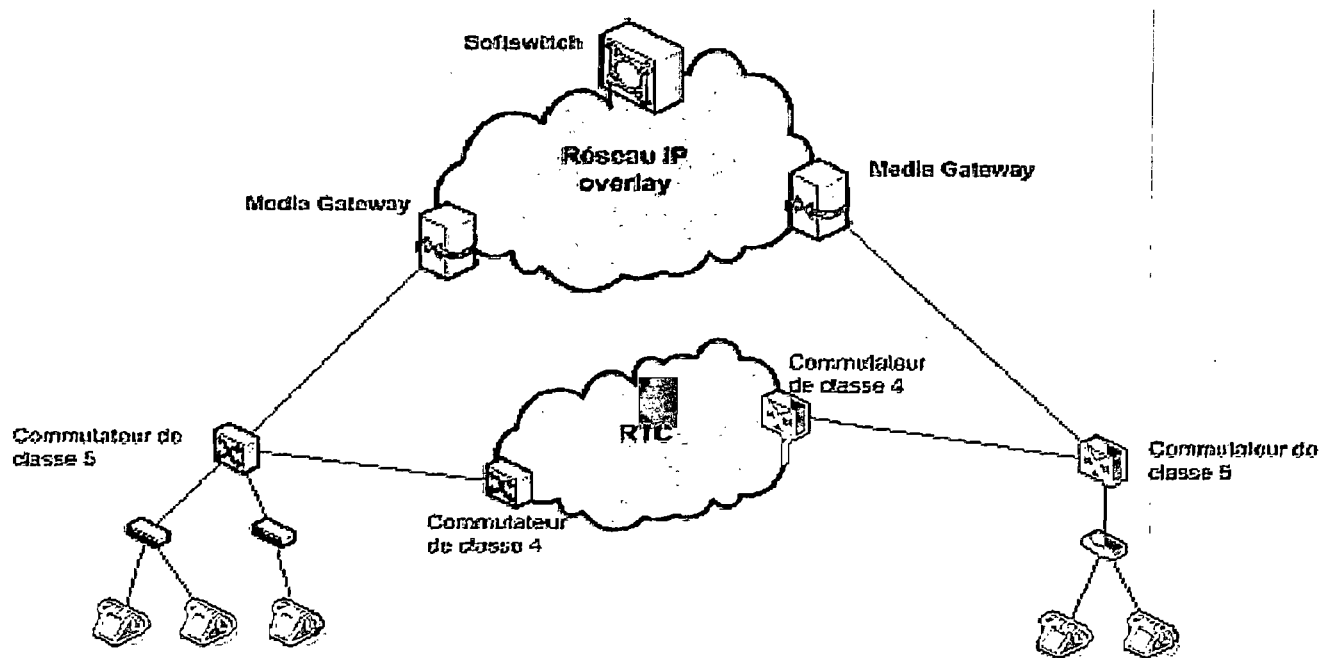 Softswitch
Réseau IP
overlay
Media Gateway
Media Gateway
Commutateur
de classe 4
RTC
Commutateur de
classe 5
Commutateur de
classe 5
Commutateur
de classe 4